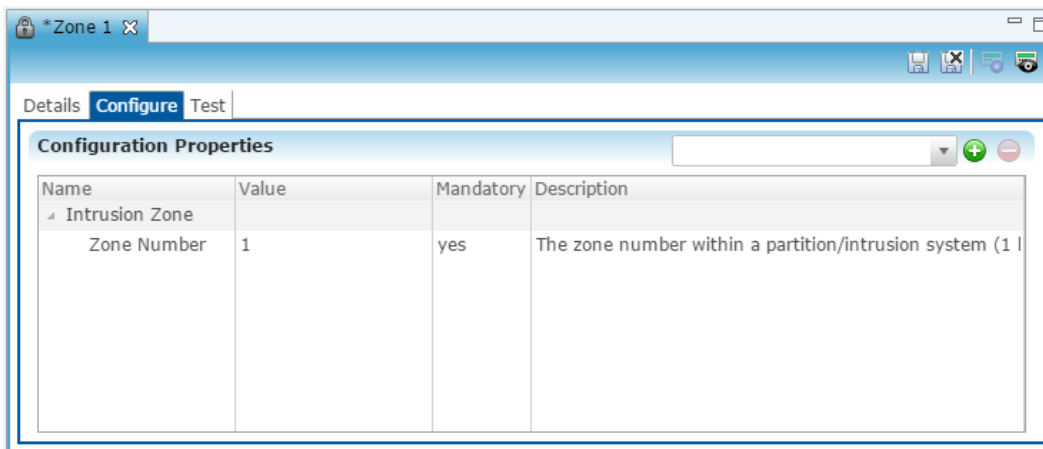 *Zone 1
Details Configure Test
Configuration Properties
Name Value Mandatory Description
Intrusion Zone
Zone Number 1 yes The zone number within a partition/intrusion system (1